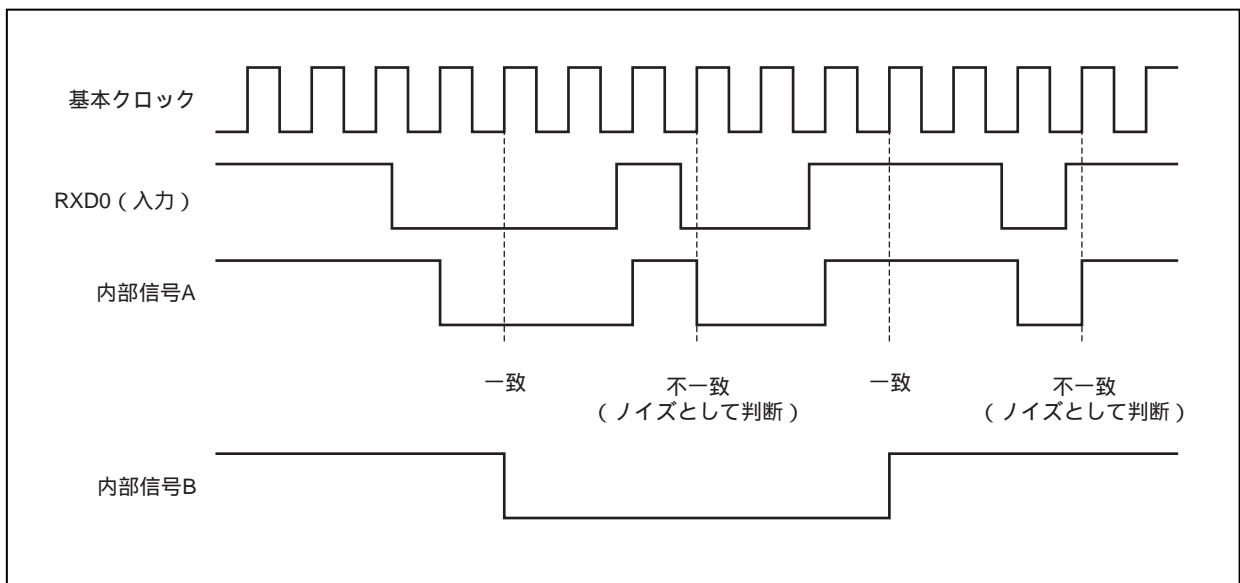 基本クロック
RXD0（入力）
内部信号A
一致
不一致
（ノイズとして判断）
一致
不一致
（ノイズとして判断）
内部信号B